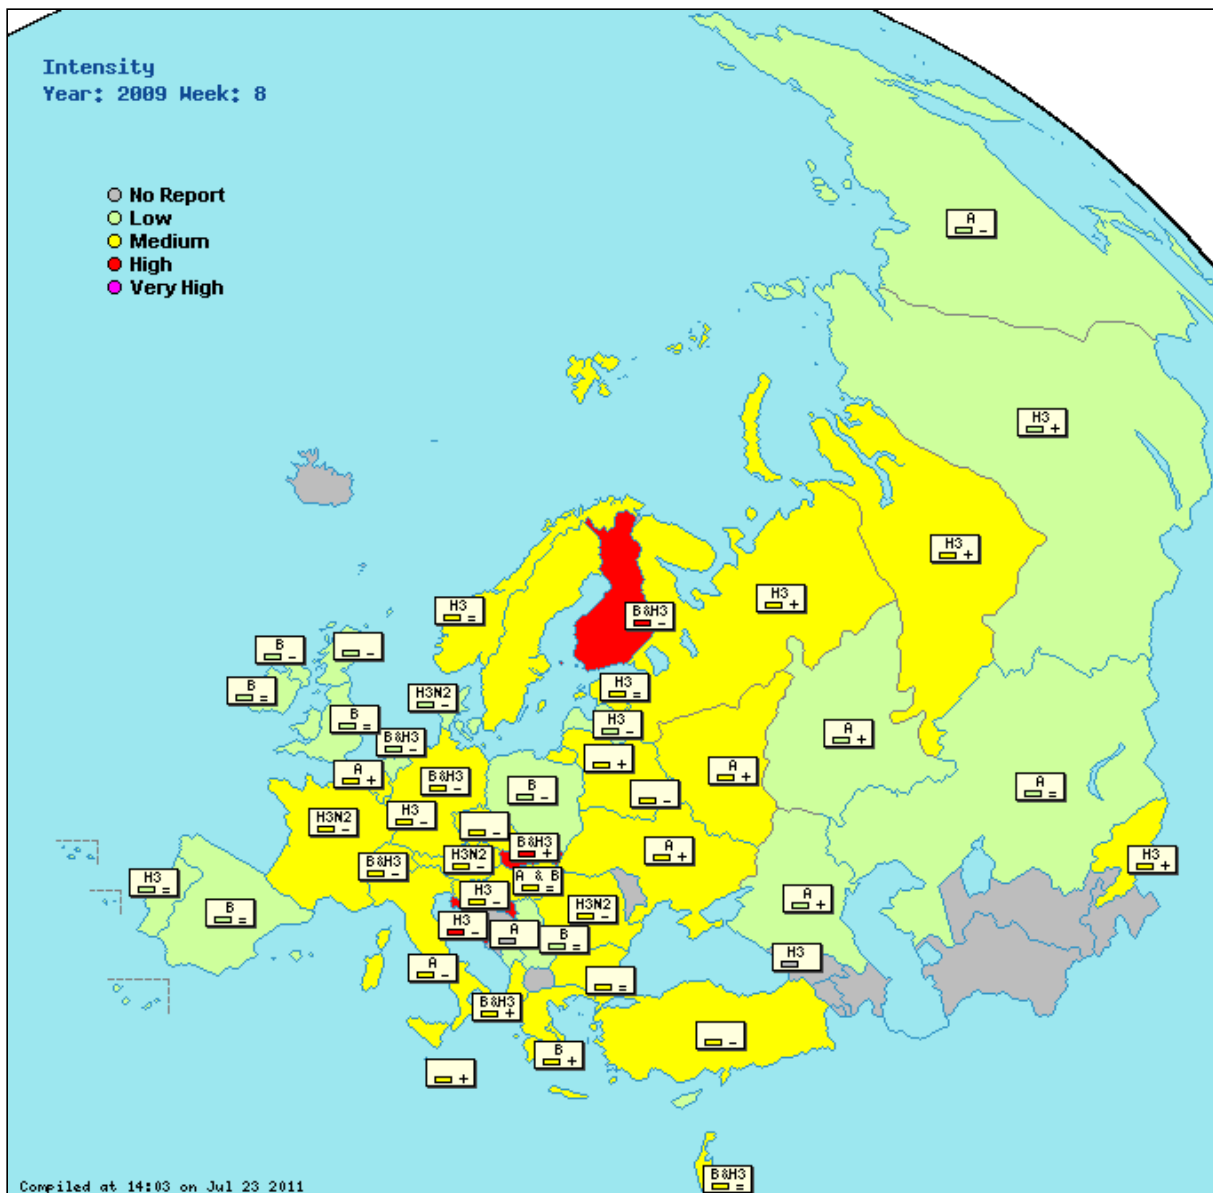 Intensity
Year: 2009 Week: 8
No Report
Low
Medium
High
Very High
A
-
H3
+
H3
+
H3
+
H3
=
B &H3
-
B
-
-
B
=
H3N2
-
H3
=
B
=
H3
-
B &H3
-
+
A
+
A
+
A
+
B &H3
-
B
-
-
A
=
H3N2
-
H3
-
-
B &H3
+
A
+
H3
+
B &H3
-
H3N2
-
A & B
=
H3
=
B
=
H3
-
H3N2
-
A
+
H3
-
A
B
=
H3
A
-
=
B &H3
+
-
B
+
+
B &H3
=
Compiled at 14:03 on Jul 23 2011